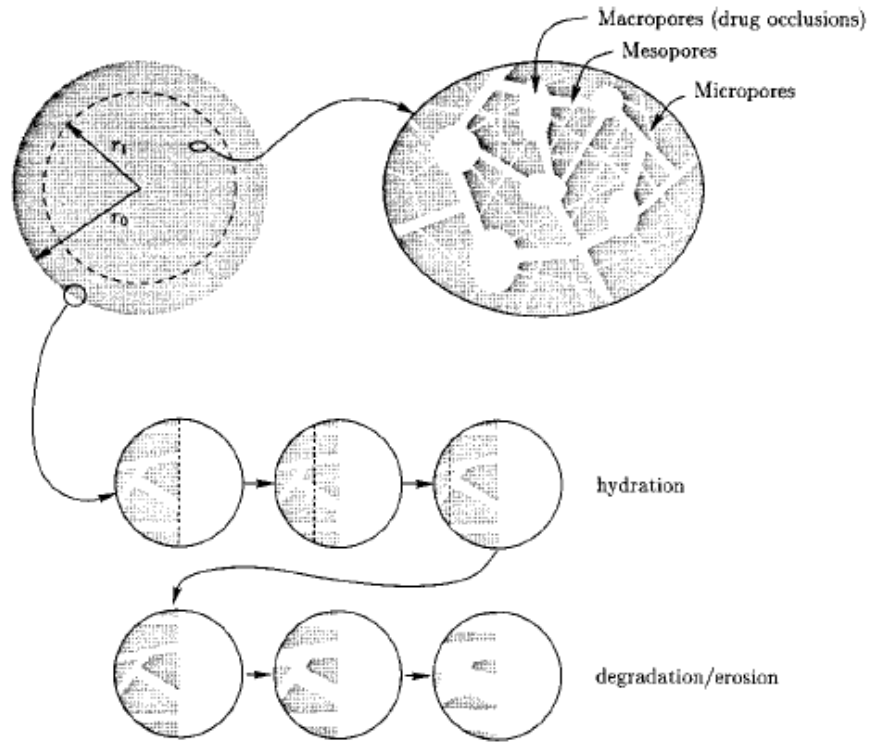 Macropores (drug occlusions)
Mesopores
Micropores
r₁
r₀
hydration
degradation/erosion